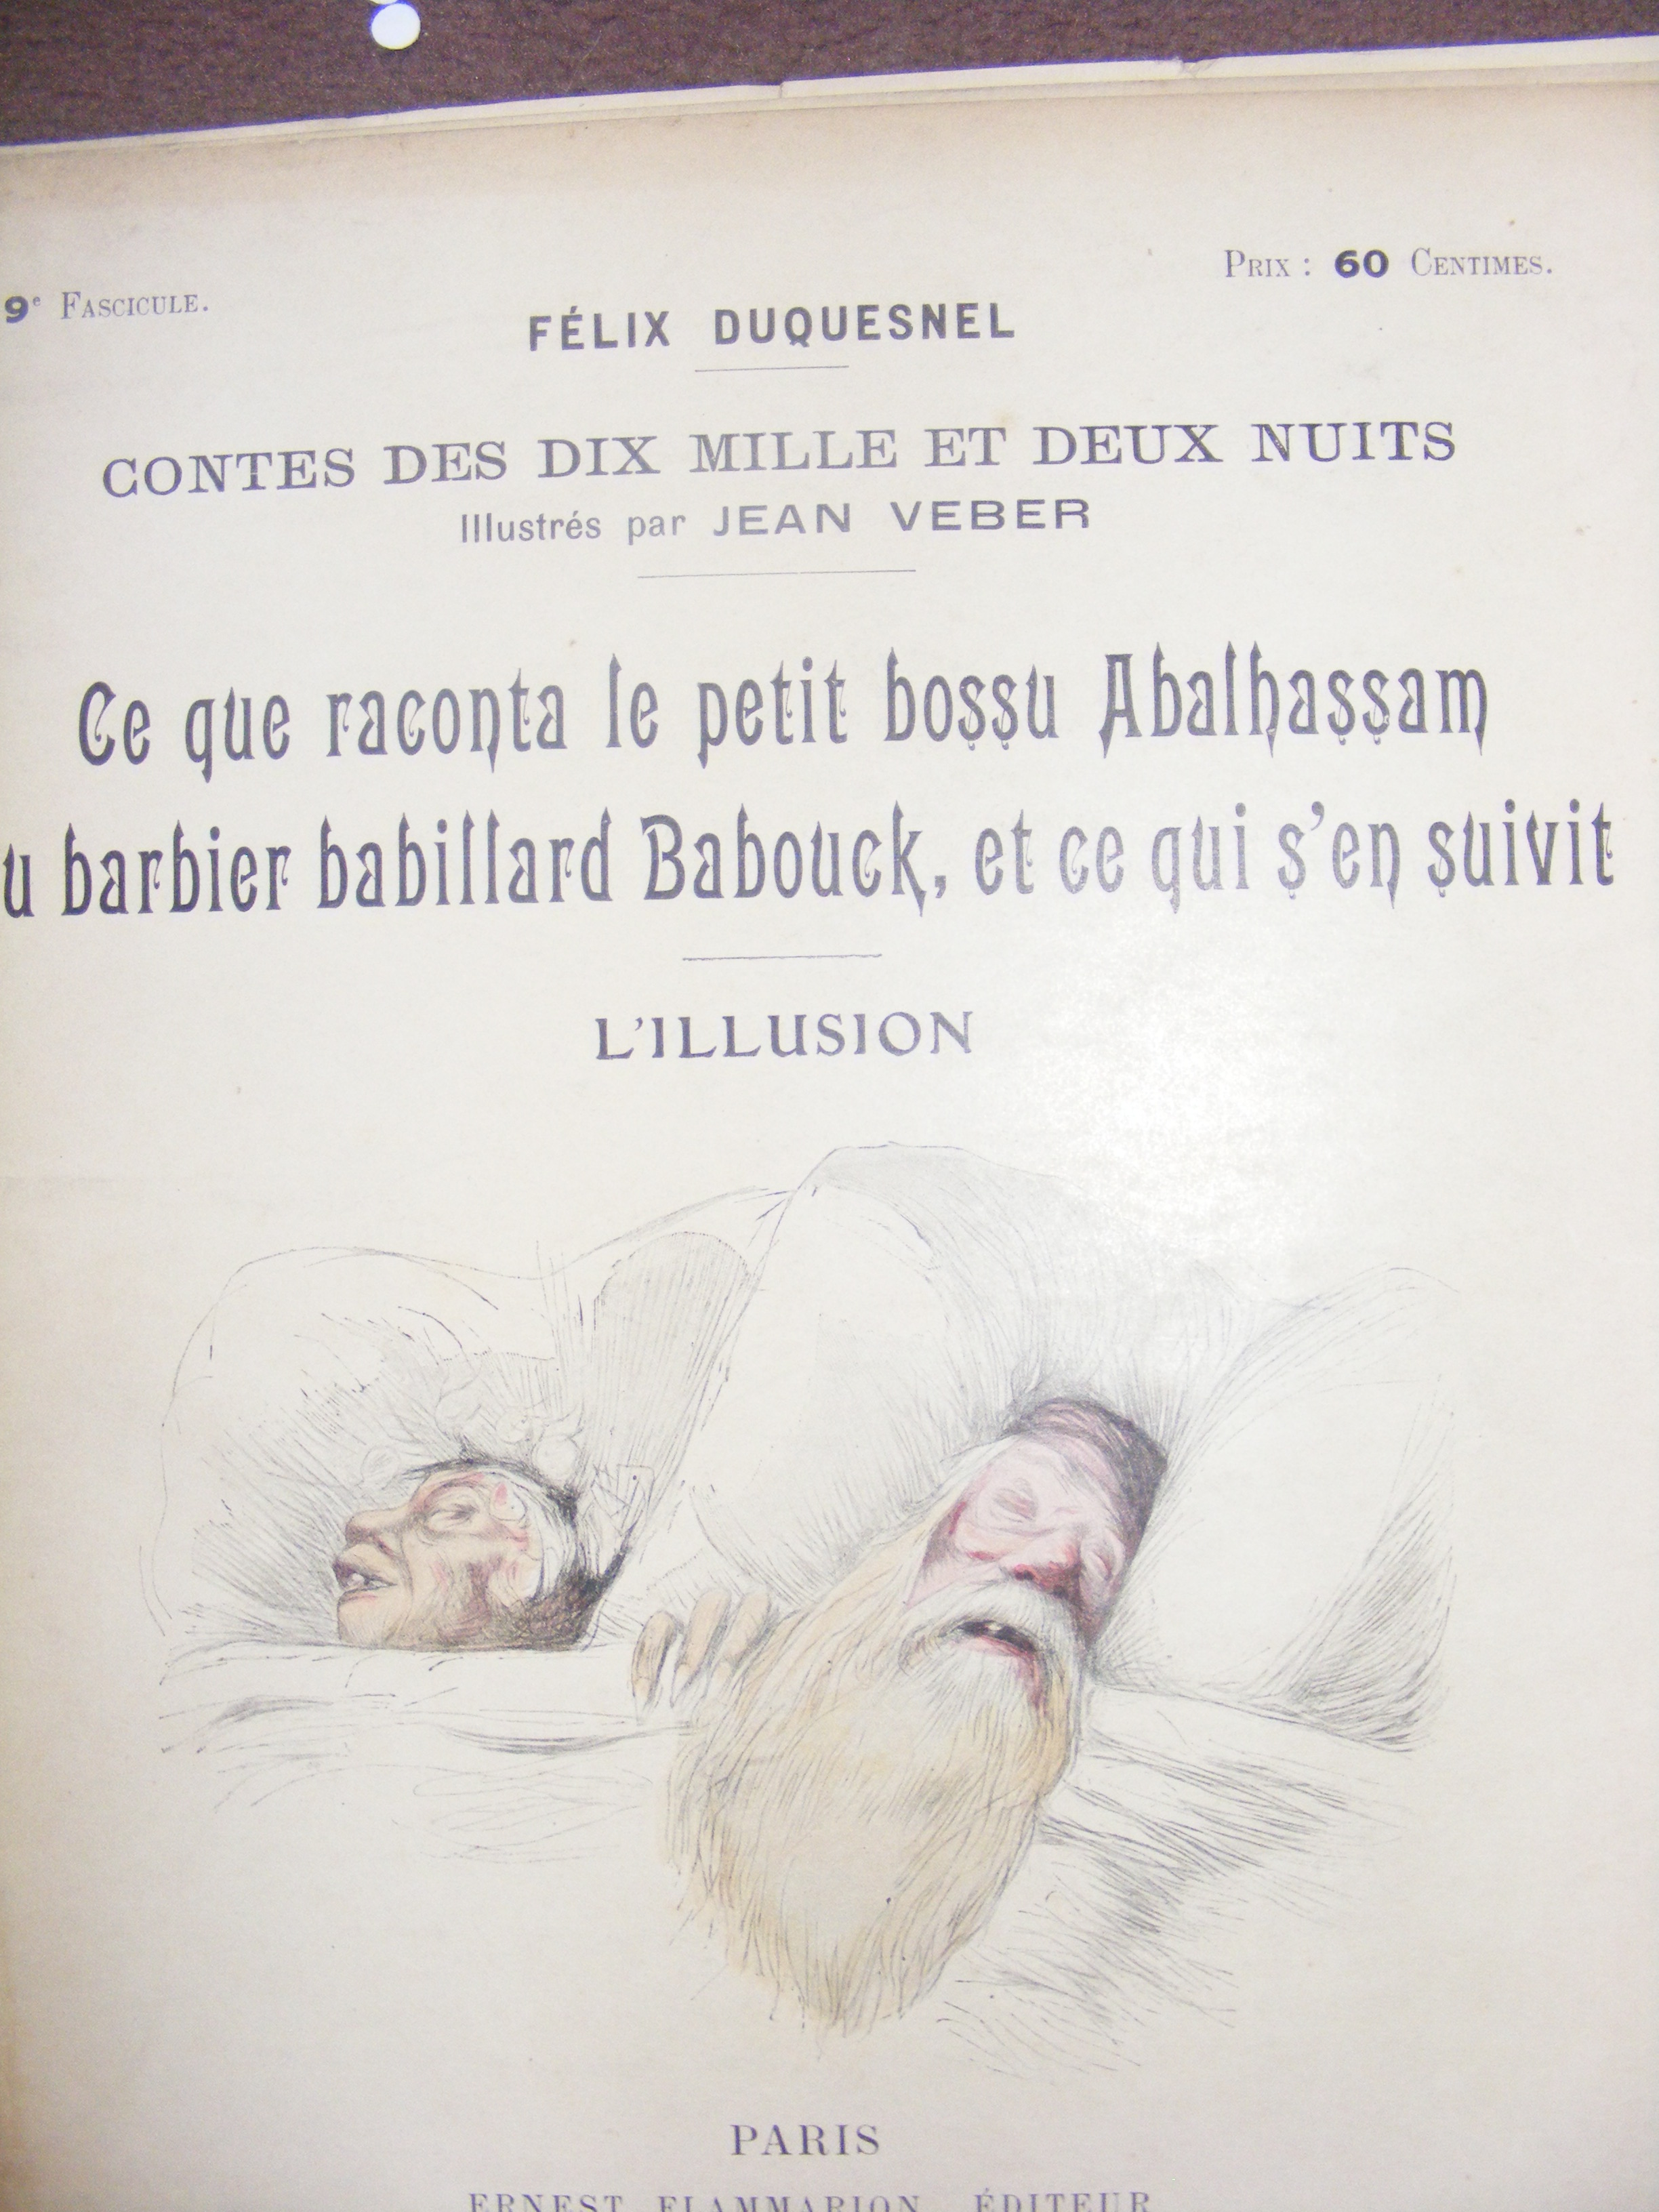 9e FASCICULE.
PRIX : 60 CENTIMES.
FÉLIX DUQUESNEL
CONTES DES DIX MILLE ET DEUX NUITS
Illustrés par JEAN VEBER
Ce que raconta le petit bossu Abalhassam
u barbier babillard Babouck, et ce qui s'en suivit
L'ILLUSION
PARIS
ERNEST FLAMMARION, ÉDITEUR